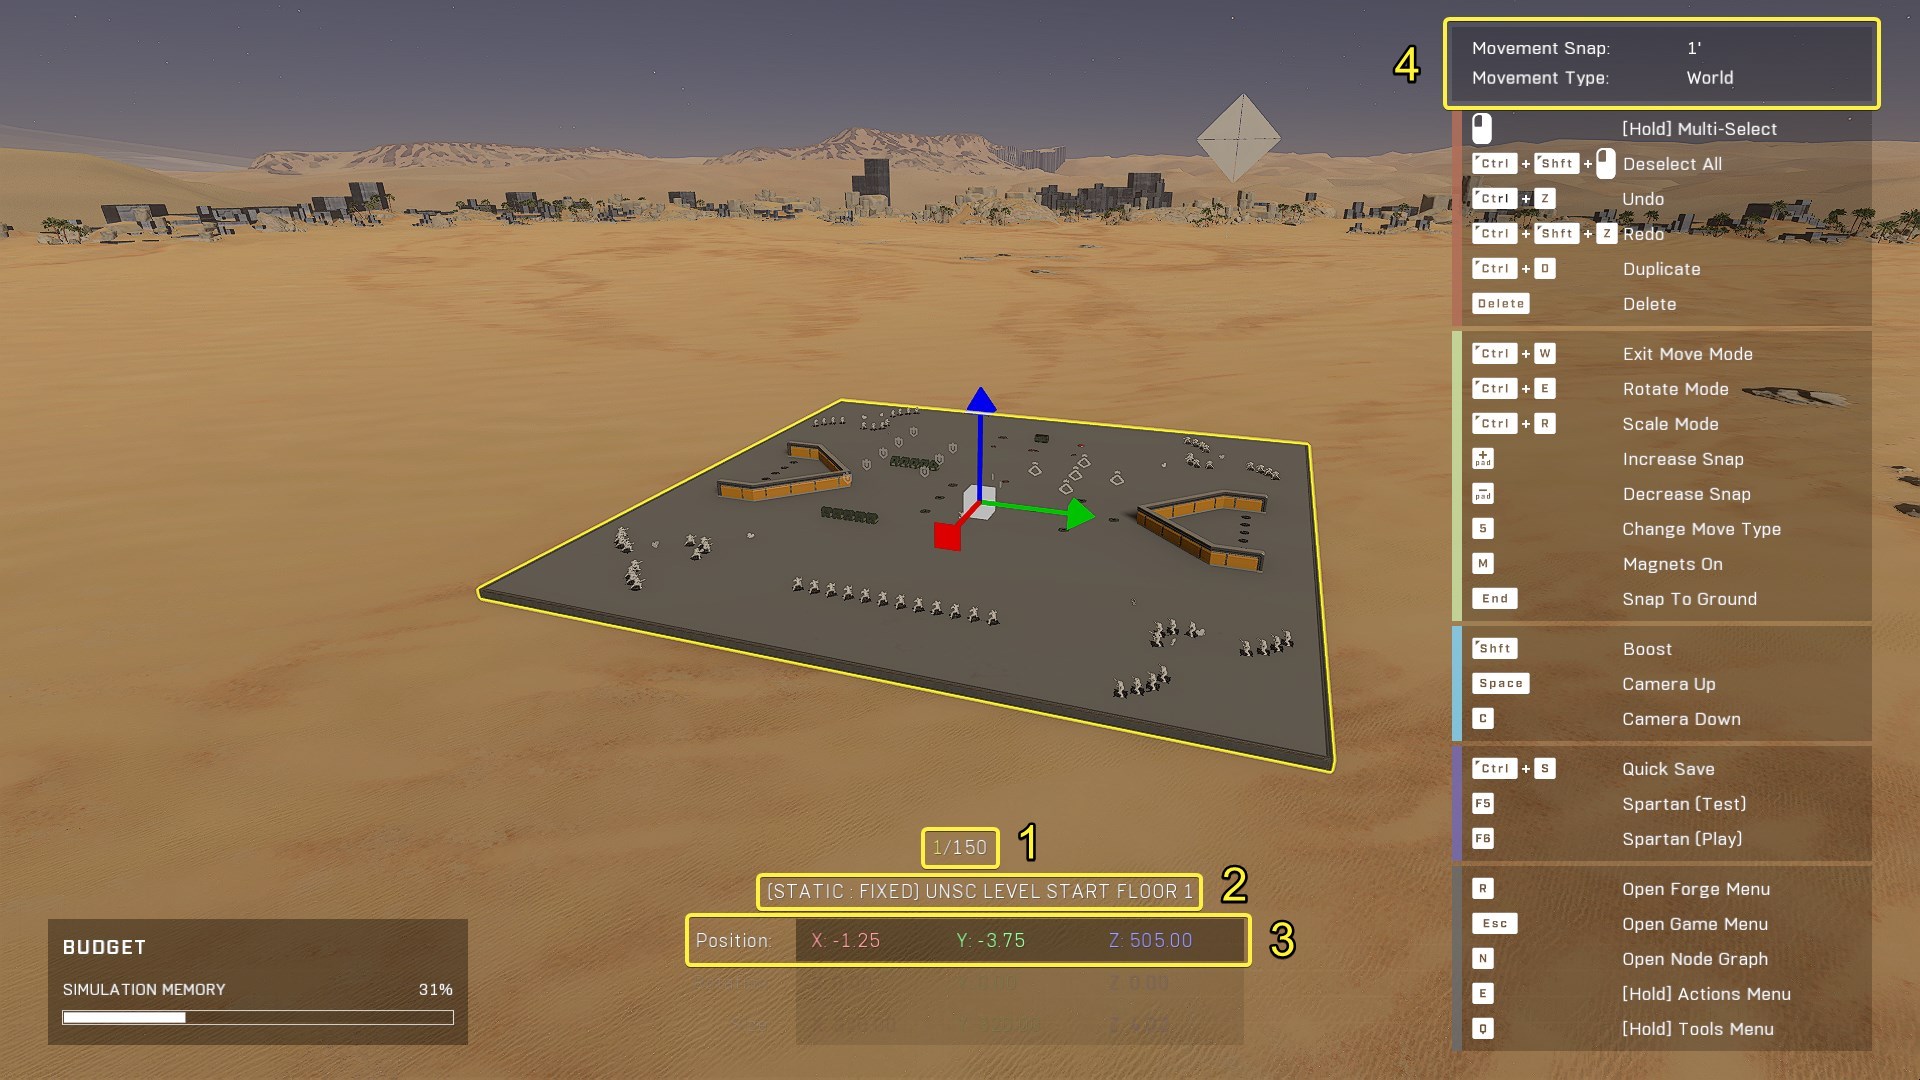 4
Movement Snap: 1'
Movement Type: World
[Hold] Multi-Select
Ctrl + Shft + Deselect All
Ctrl + Z Undo
Ctrl + Shft + Z Redo
Ctrl + D Duplicate
Delete Delete
Ctrl + W Exit Move Mode
Ctrl + E Rotate Mode
Ctrl + R Scale Mode
+ pad Increase Snap
- pad Decrease Snap
5 Change Move Type
M Magnets On
End Snap To Ground
Shft Boost
Space Camera Up
C Camera Down
Ctrl + S Quick Save
F5 Spartan (Test)
F6 Spartan (Play)
R Open Forge Menu
Esc Open Game Menu
N Open Node Graph
E [Hold] Actions Menu
Q [Hold] Tools Menu
1/150 1
[STATIC : FIXED] UNSC LEVEL START FLOOR 1 2
Position: X: -1.25 Y: -3.75 Z: 505.00 3
BUDGET
SIMULATION MEMORY 31%